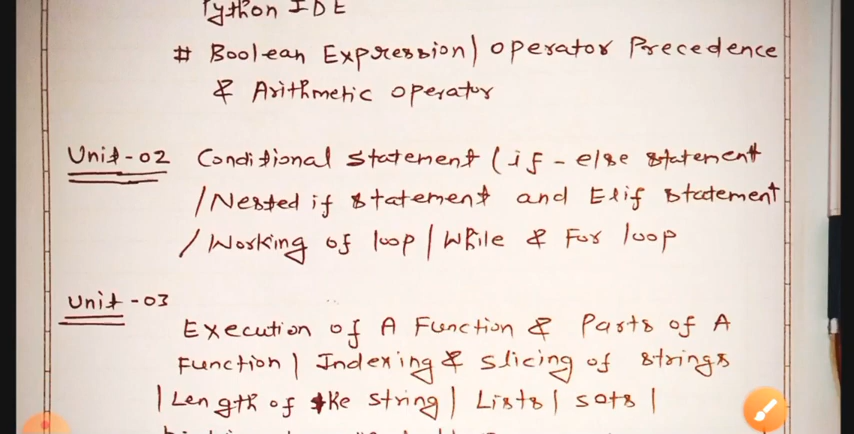 Python IDE
# Boolean Expression | Operator Precedence
& Arithmetic Operator
Unit-02 Conditional Statement (if-else statement
/ Nested if statement and Elif statement
/ Working of loop | While & For loop
Unit-03
Execution of A Function & Parts of A
Function | Indexing & Slicing of strings
| Length of the String | Lists | Sets |